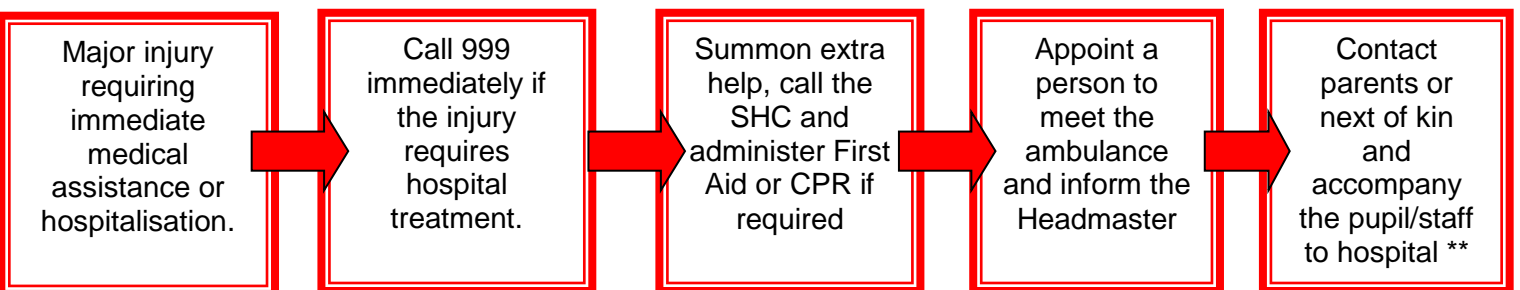 Major injury
requiring
immediate
medical
assistance or
hospitalisation.
Call 999
immediately if
the injury
requires
hospital
treatment.
Summon extra
help, call the
SHC and
administer First
Aid or CPR if
required
Appoint a
person to
meet the
ambulance
and inform the
Headmaster
Contact
parents or
next of kin
and
accompany
the pupil/staff
to hospital **